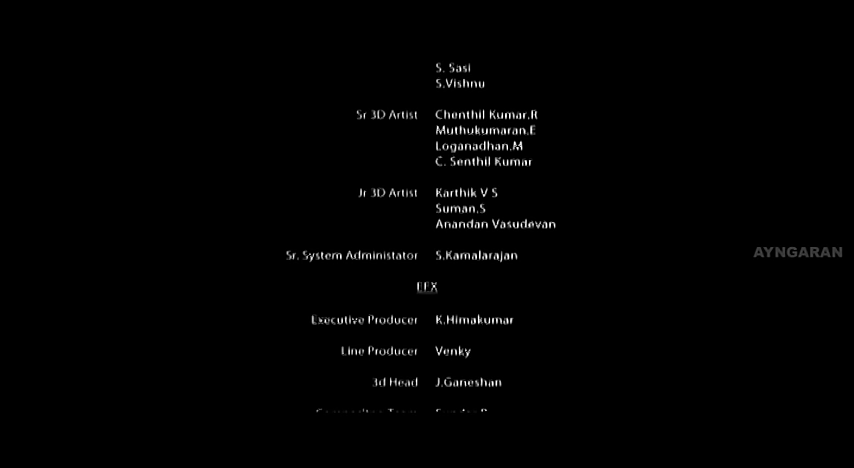 S. Sasi
S.Vishnu
Sr 3D Artist Chenthil Kumar.R
Muthukumaran.E
Loganadhan.M
C. Senthil Kumar
Jr 3D Artist Karthik V S
Suman.S
Anandan Vasudevan
Sr. System Administator S.Kamalarajan
AYNGARAN
EFX
Executive Producer K.Himakumar
Line Producer Venky
3d Head J.Ganeshan